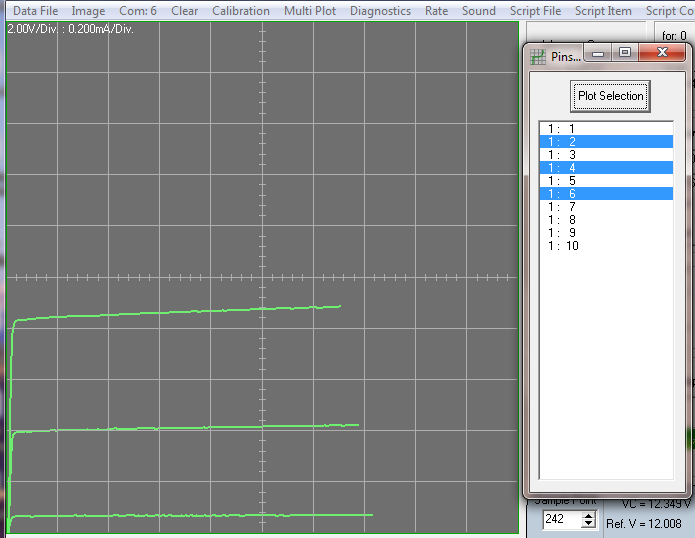 Data File Image Com: 6 Clear Calibration Multi Plot Diagnostics Rate Sound Script File Script Item Script Co
2.00V/Div. : 0.200mA/Div.
for: 0
Pins...
Plot Selection
1 : 1
1 : 2
1 : 3
1 : 4
1 : 5
1 : 6
1 : 7
1 : 8
1 : 9
1 : 10
Sample Point
VC = 12.349 V
242
Ref. V = 12.008